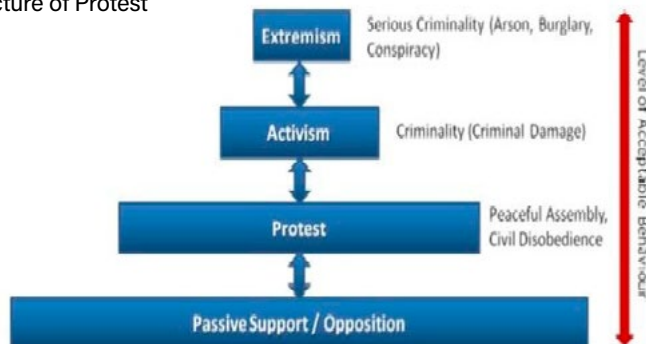 cture of Protest
Extremism
Serious Criminality (Arson, Burglary,
Conspiracy)
Activism
Criminality (Criminal Damage)
Protest
Peaceful Assembly,
Civil Disobedience
Passive Support / Opposition
Level of Acceptable Behaviour